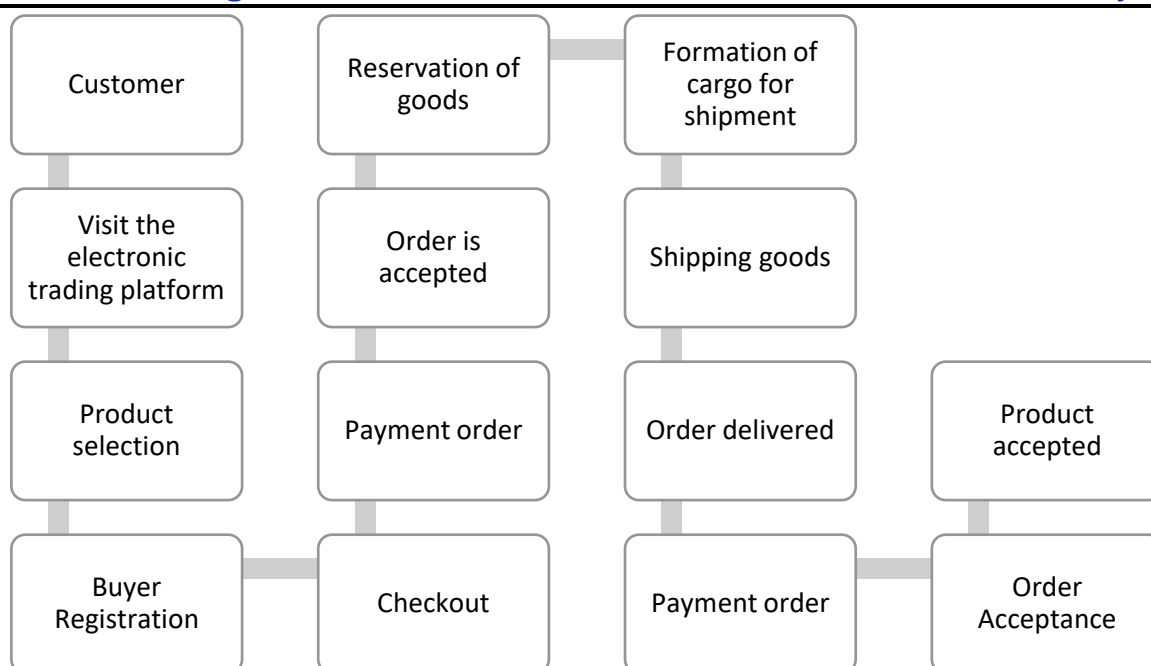 Customer
Visit the
electronic
trading platform
Product
selection
Buyer
Registration
Checkout
Payment order
Order is
accepted
Reservation of
goods
Formation of
cargo for
shipment
Shipping goods
Order delivered
Payment order
Order
Acceptance
Product
accepted